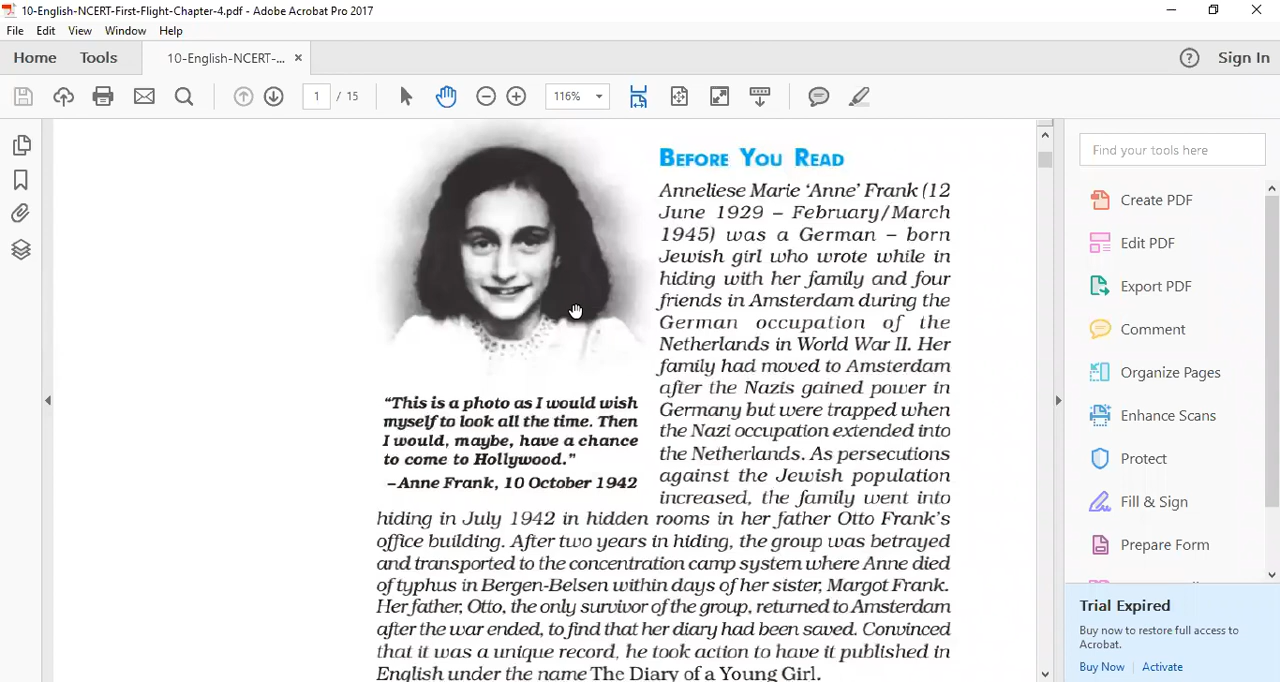 10-English-NCERT-First-Flight-Chapter-4.pdf - Adobe Acrobat Pro 2017
File Edit View Window Help
Home Tools 10-English-NCERT-... × Sign In
1 / 15 116%
Find your tools here
Create PDF
Edit PDF
Export PDF
Comment
Organize Pages
Enhance Scans
Protect
Fill & Sign
Prepare Form
Trial Expired
Buy now to restore full access to
Acrobat.
Buy Now Activate
BEFORE YOU READ
Anneliese Marie ‘Anne’ Frank (12
June 1929 – February/March
1945) was a German – born
Jewish girl who wrote while in
hiding with her family and four
friends in Amsterdam during the
German occupation of the
Netherlands in World War II. Her
family had moved to Amsterdam
after the Nazis gained power in
Germany but were trapped when
the Nazi occupation extended into
the Netherlands. As persecutions
against the Jewish population
increased, the family went into
“This is a photo as I would wish
myself to look all the time. Then
I would, maybe, have a chance
to come to Hollywood.”
–Anne Frank, 10 October 1942
hiding in July 1942 in hidden rooms in her father Otto Frank’s
office building. After two years in hiding, the group was betrayed
and transported to the concentration camp system where Anne died
of typhus in Bergen-Belsen within days of her sister, Margot Frank.
Her father, Otto, the only survivor of the group, returned to Amsterdam
after the war ended, to find that her diary had been saved. Convinced
that it was a unique record, he took action to have it published in
English under the name The Diary of a Young Girl.